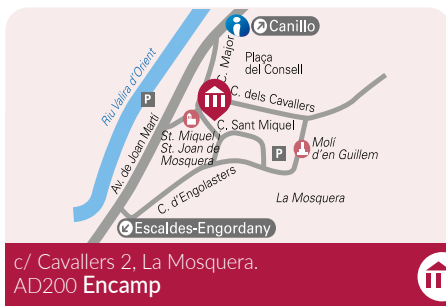 Canillo
Plaça
del Consell
C. Major
Riu Valira d'Orient
P
C. dels Cavallers
C. Sant Miquel
St. Miquel i
St. Joan de
Mosquera
Av. de Joan Martí
P
Molí
d'en Guillem
C. d'Engolasters
La Mosquera
Escaldes-Engordany
c/ Cavallers 2, La Mosquera.
AD200 Encamp